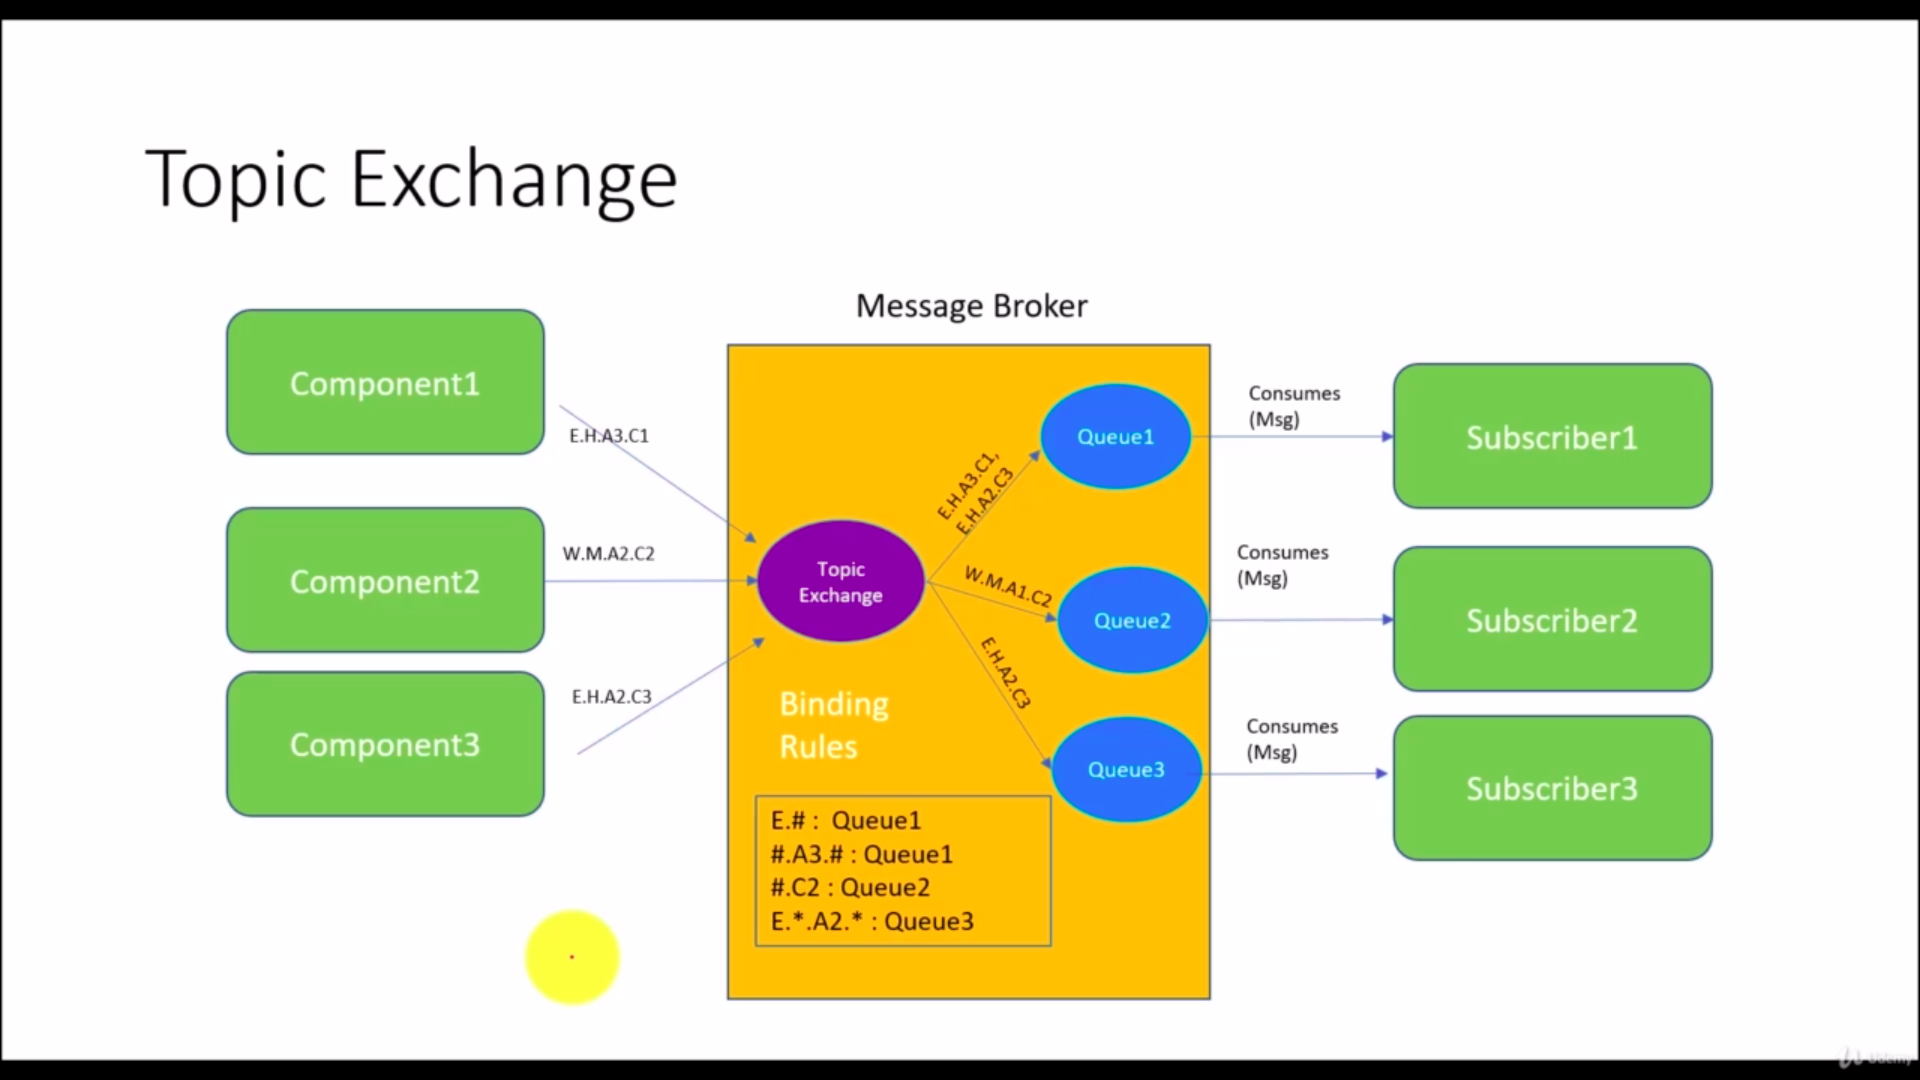 Topic Exchange
Message Broker
Component1
E.H.A3.C1
Component2
W.M.A2.C2
Component3
E.H.A2.C3
Topic
Exchange
E.H.A3.C1,
E.H.A2.C3
W.M.A1.C2
E.H.A2.C3
Queue1
Queue2
Queue3
Binding
Rules
E.# : Queue1
#.A3.# : Queue1
#.C2 : Queue2
E.*.A2.* : Queue3
Consumes
(Msg)
Subscriber1
Consumes
(Msg)
Subscriber2
Consumes
(Msg)
Subscriber3
Udemy